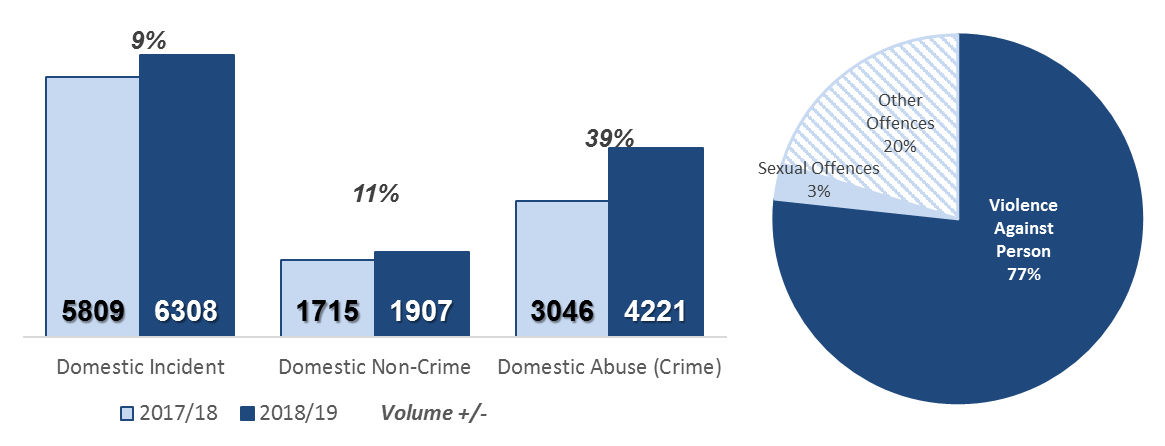 9%
11%
39%
5809
6308
1715
1907
3046
4221
Domestic Incident
Domestic Non-Crime
Domestic Abuse (Crime)
2017/18
2018/19
Volume +/-
Other
Offences
20%
Sexual Offences
3%
Violence
Against
Person
77%